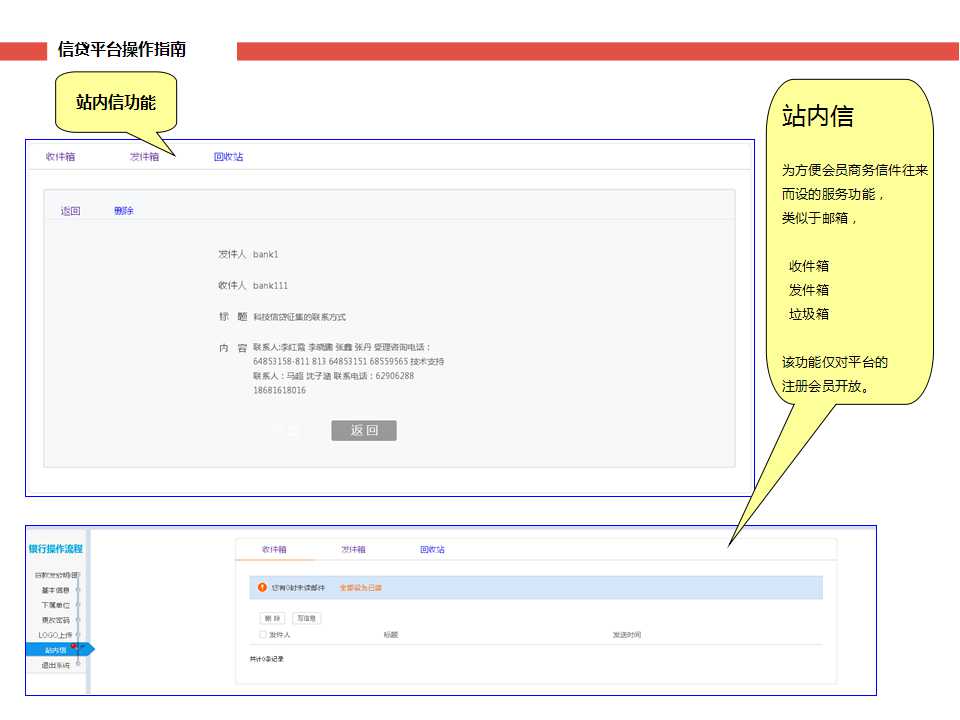 信贷平台操作指南
站内信功能
收件箱 发件箱 回收站
返回 删除
发件人 bank1
收件人 bank111
标 题 科技信贷征集的联系方式
内 容 联系人:李红霞 李晓鹏 张鑫 张丹 受理咨询电话：
64853158-811 813 64853151 68559565 技术支持
联系人：马超 沈子涵 联系电话：62906288
18681618016
返 回
站内信
为方便会员商务信件往来
而设的服务功能，
类似于邮箱，
收件箱
发件箱
垃圾箱
该功能仅对平台的
注册会员开放。
银行操作流程
基本信息
下属单位
更改密码
LOGO上传
站内信
退出系统
收件箱 发件箱 回收站
您有0封未读邮件 全部设为已读
删 除 写信息
发件人 标题 发送时间
共计0条记录